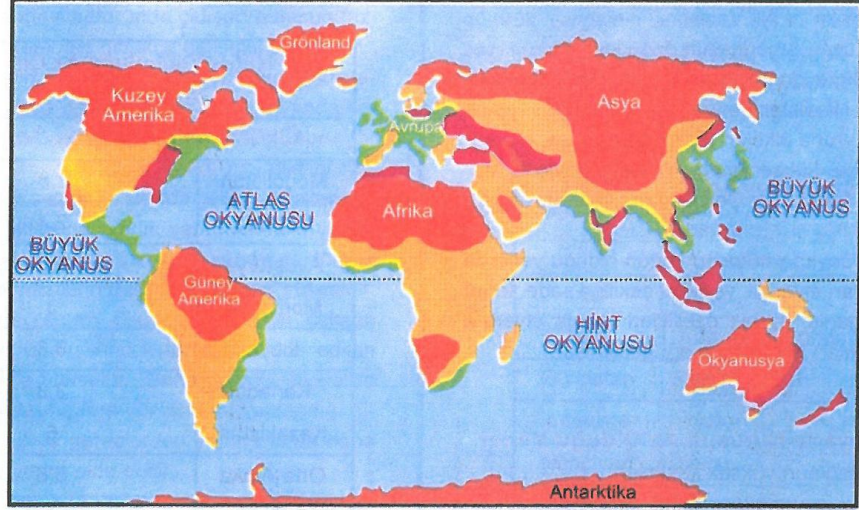 Grönland
Kuzey
Amerika
Asya
Avrupa
ATLAS
OKYANUSU
Afrika
BÜYÜK
OKYANUS
BÜYÜK
OKYANUS
Güney
Amerika
HİNT
OKYANUSU
Okyanusya
Antarktika